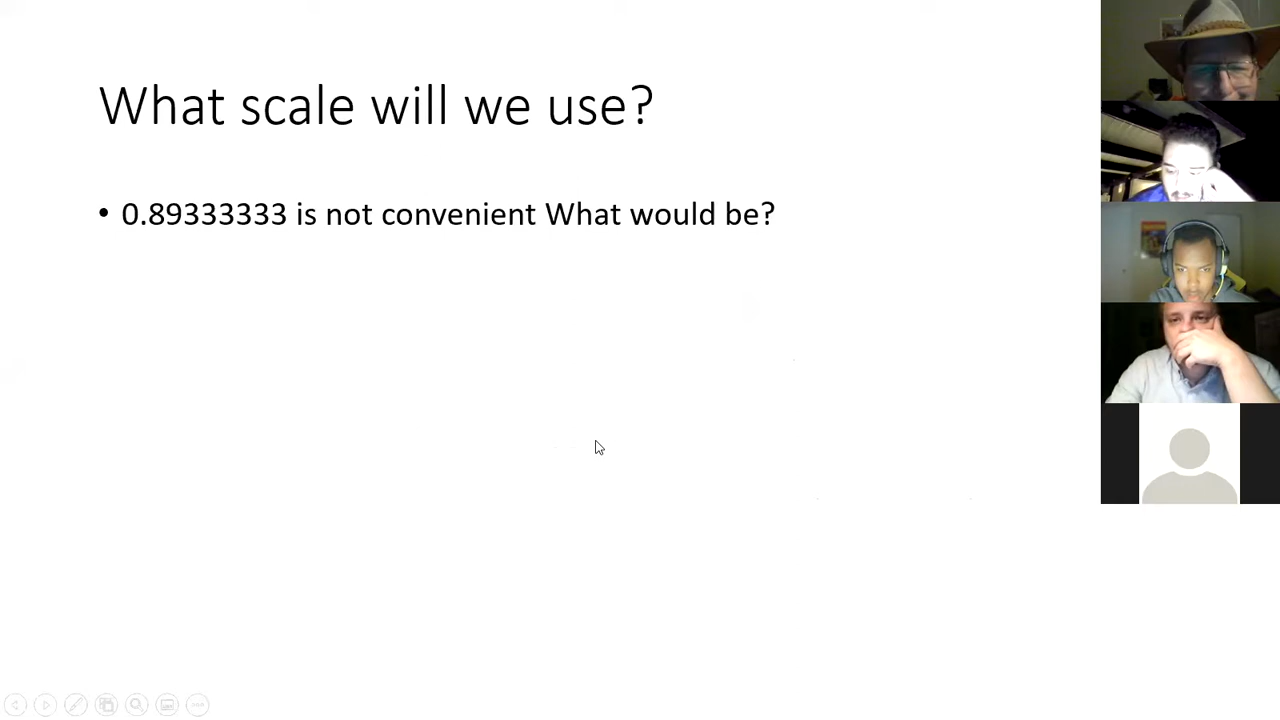 What scale will we use?
• 0.89333333 is not convenient What would be?